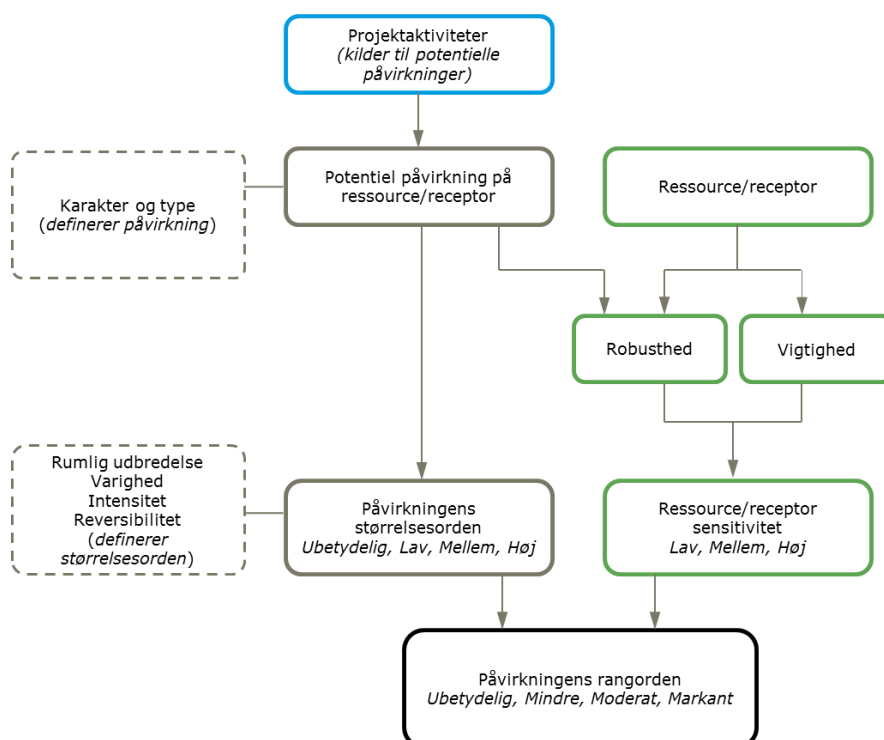 Projektaktiviteter
(kilder til potentielle
påvirkninger)
Karakter og type
(definerer påvirkning)
Potentiel påvirkning på
ressource/receptor
Ressource/receptor
Robusthed
Vigtighed
Rumlig udbredelse
Varighed
Intensitet
Reversibilitet
(definerer
størrelsesorden)
Påvirkningens
størrelsesorden
Ubetydelig, Lav, Mellem, Høj
Ressource/receptor
sensitivitet
Lav, Mellem, Høj
Påvirkningens rangorden
Ubetydelig, Mindre, Moderat, Markant